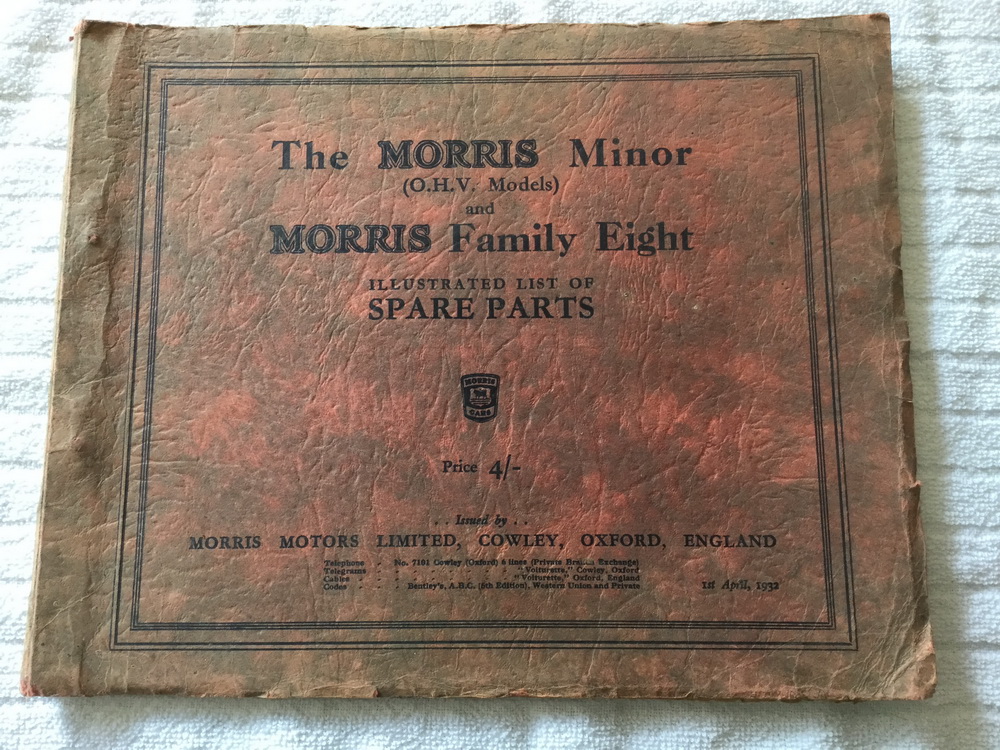 The MORRIS Minor
(O.H.V. Models)
and
MORRIS Family Eight
ILLUSTRATED LIST OF
SPARE PARTS
MORRIS
CARS
Price 4/-
. . Issued by . .
MORRIS MOTORS LIMITED, COWLEY, OXFORD, ENGLAND
Telephone - No. 7101 Cowley (Oxford) 6 lines (Private Branch Exchange)
Telegrams - - - - "Voiturette," Cowley, Oxford
Cables - - - - - "Voiturette," Oxford, England
Codes - - Bentley's, A.B.C. (6th Edition), Western Union and Private
1st April, 1932